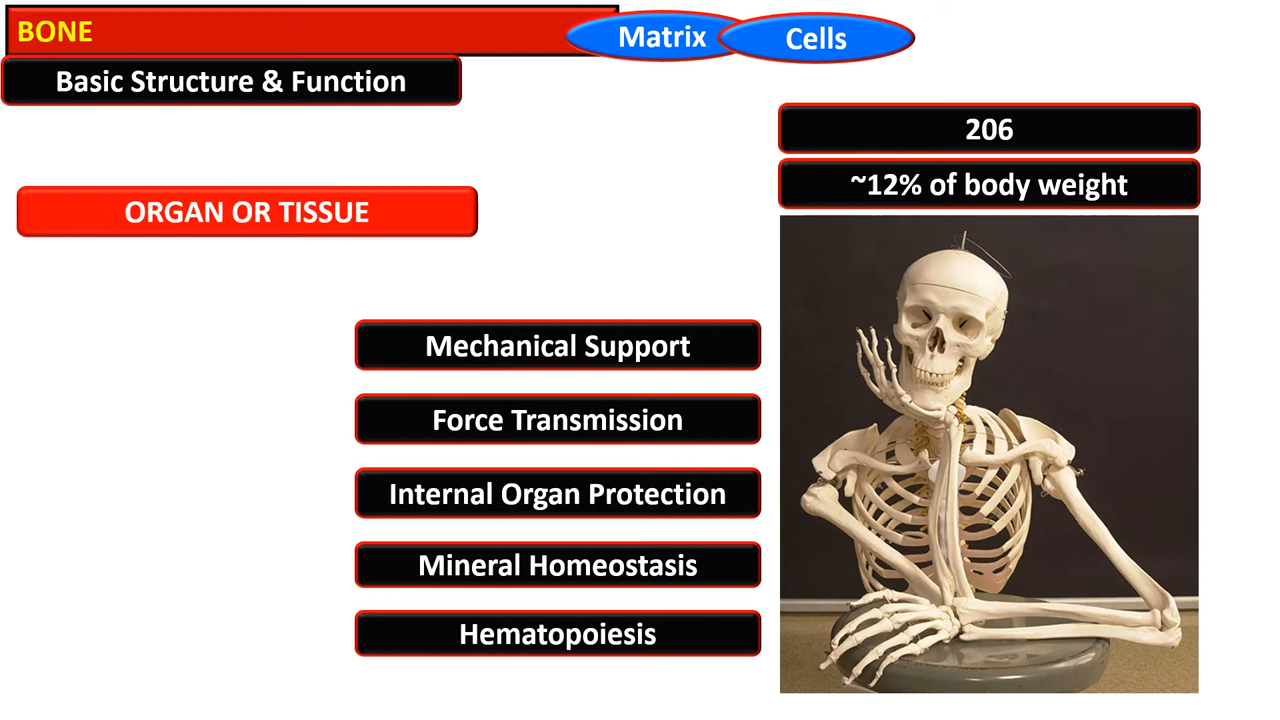 BONE
Matrix
Cells
Basic Structure & Function
206
~12% of body weight
ORGAN OR TISSUE
Mechanical Support
Force Transmission
Internal Organ Protection
Mineral Homeostasis
Hematopoiesis